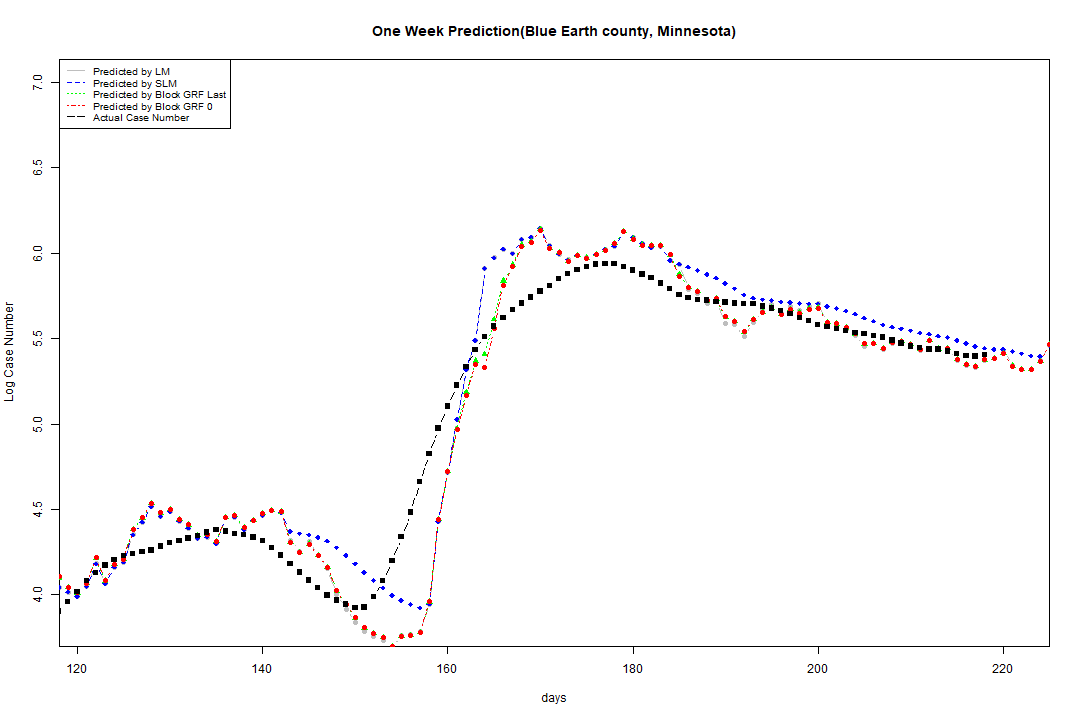 One Week Prediction(Blue Earth county, Minnesota)
Predicted by LM
Predicted by SLM
Predicted by Block GRF Last
Predicted by Block GRF 0
Actual Case Number
7.0
6.5
6.0
5.5
5.0
4.5
4.0
Log Case Number
120 140 160 180 200 220
days